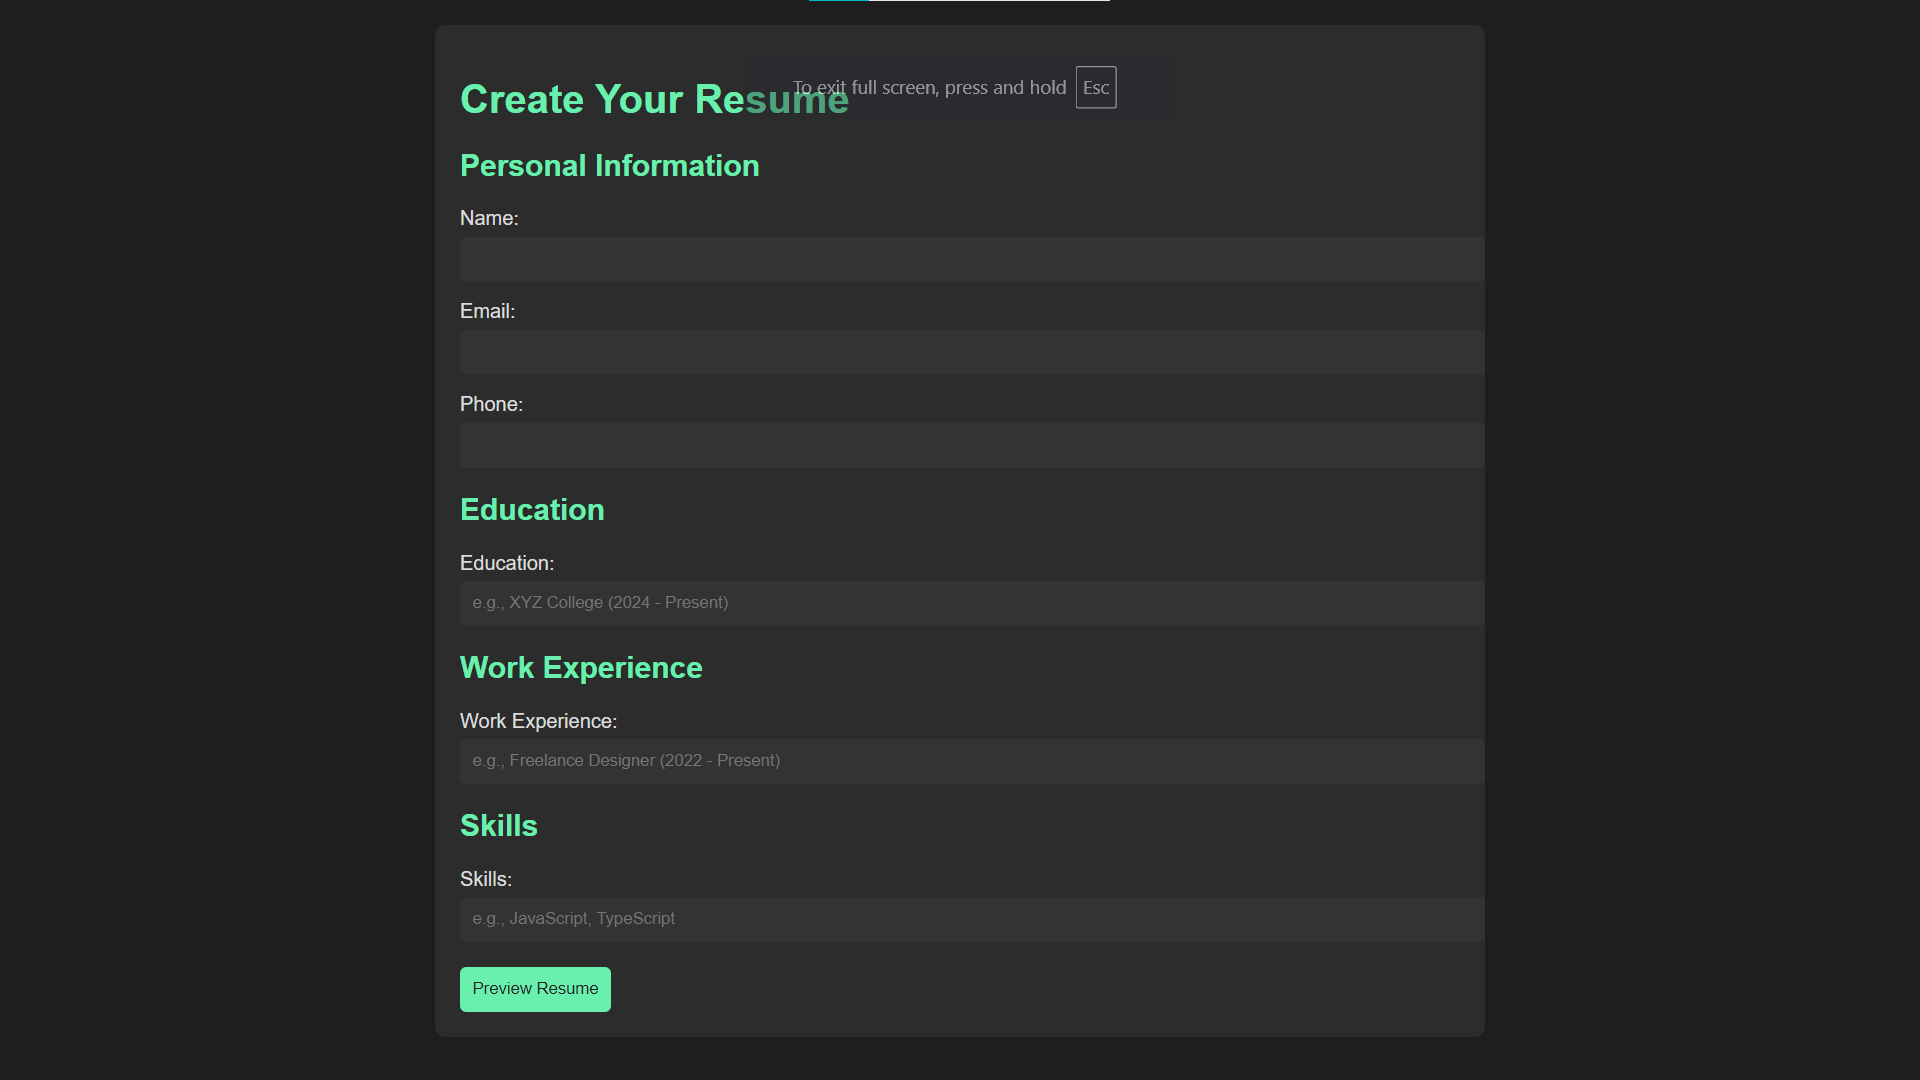 To exit full screen, press and hold Esc
Create Your Resume
Personal Information
Name:
Email:
Phone:
Education
Education:
e.g., XYZ College (2024 - Present)
Work Experience
Work Experience:
e.g., Freelance Designer (2022 - Present)
Skills
Skills:
e.g., JavaScript, TypeScript
Preview Resume